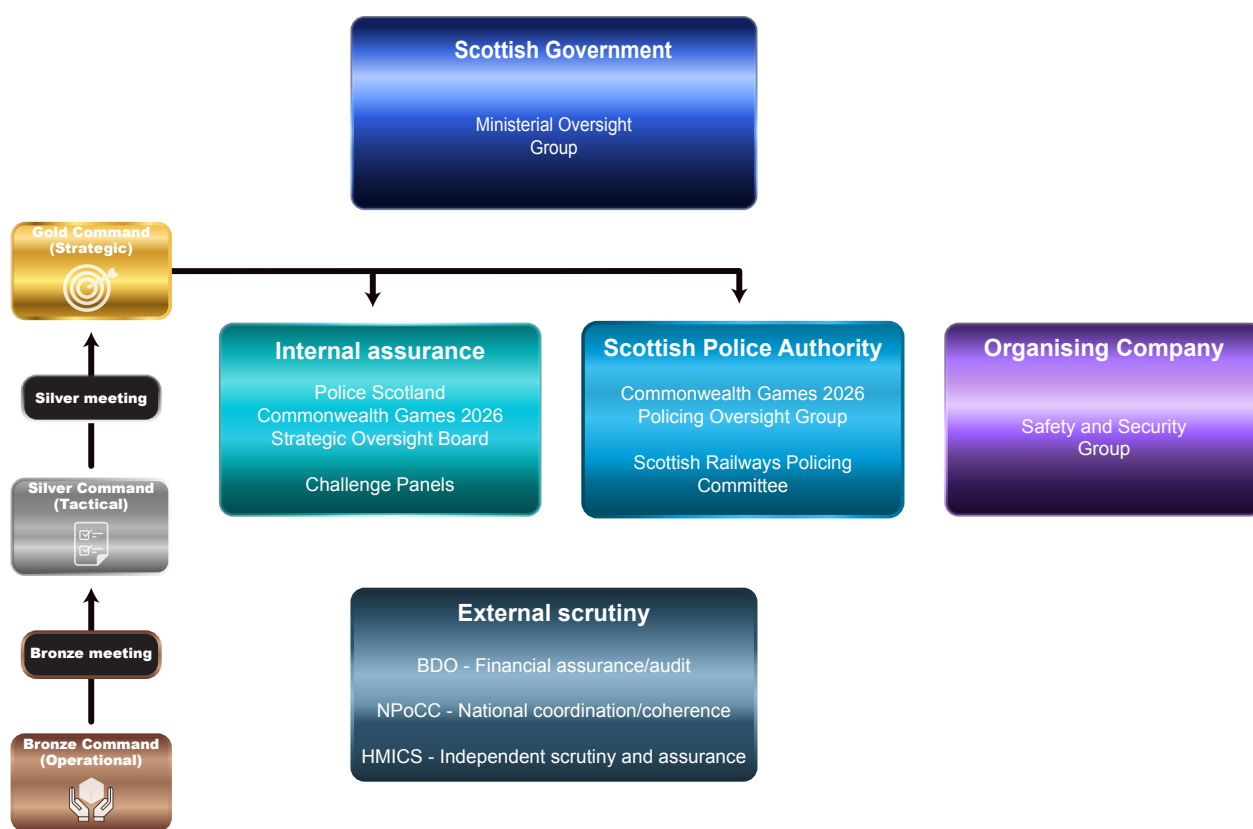 Scottish Government
Ministerial Oversight
Group
Gold Command
(Strategic)
Silver meeting
Silver Command
(Tactical)
Bronze meeting
Bronze Command
(Operational)
Internal assurance
Police Scotland
Commonwealth Games 2026
Strategic Oversight Board
Challenge Panels
Scottish Police Authority
Commonwealth Games 2026
Policing Oversight Group
Scottish Railways Policing
Committee
Organising Company
Safety and Security
Group
External scrutiny
BDO - Financial assurance/audit
NPoCC - National coordination/coherence
HMICS - Independent scrutiny and assurance